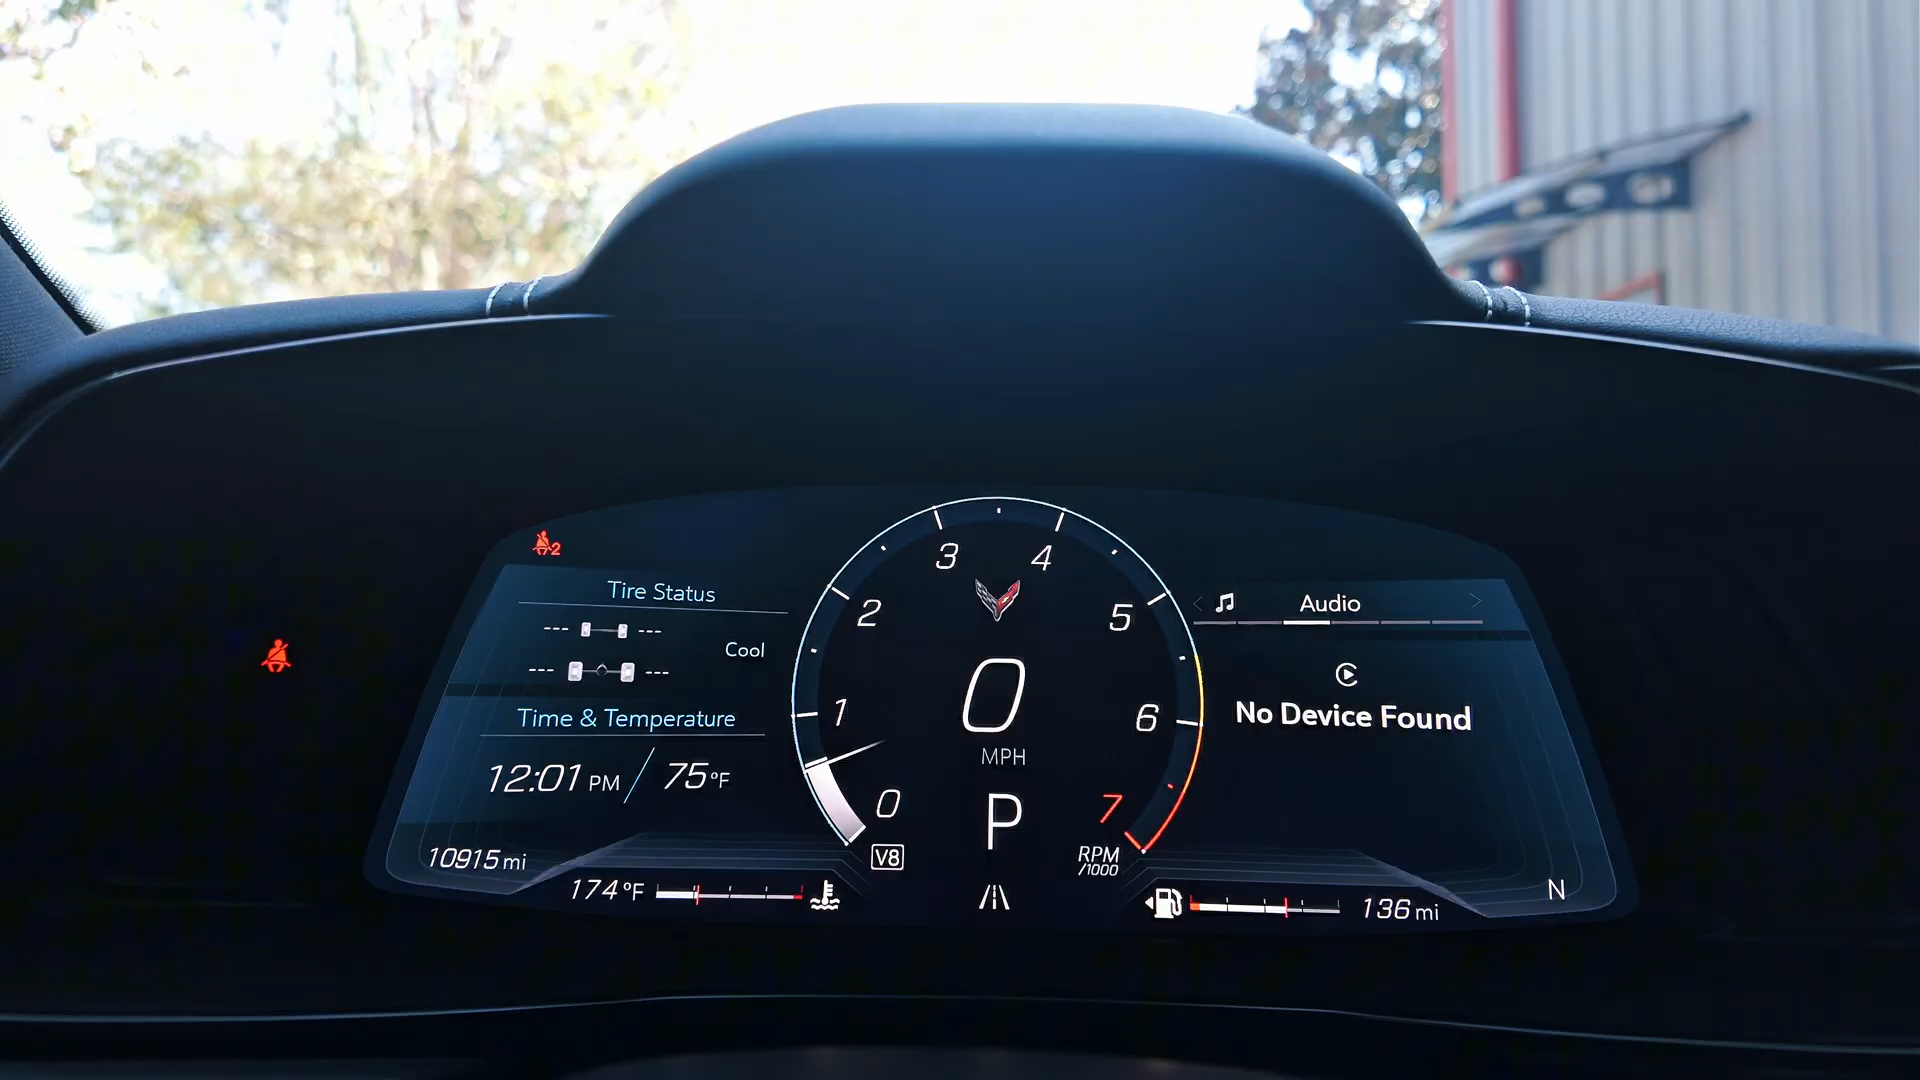 2
Tire Status
--- ---
Cool
--- ---
Time & Temperature
12:01 PM / 75°F
10915 mi
174°F
0
1
2
3
4
5
6
7
0
MPH
P
V8
RPM
/1000
Audio
No Device Found
136 mi
N